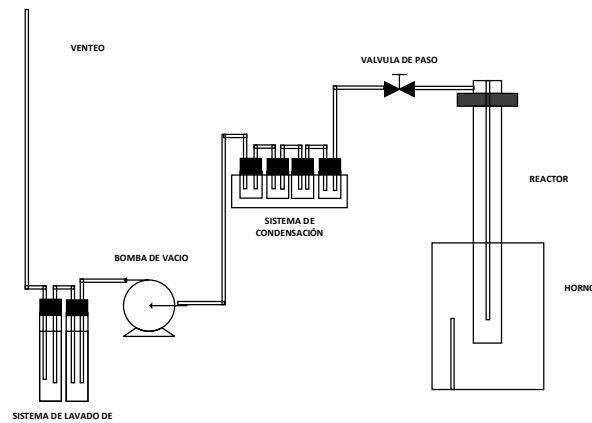 VENTEO
VALVULA DE PASO
REACTOR
SISTEMA DE
CONDENSACIÓN
BOMBA DE VACIO
HORNO
SISTEMA DE LAVADO DE